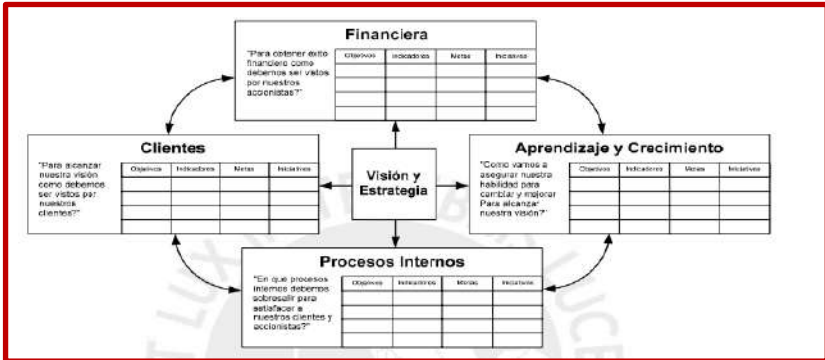 Financiera
"Para obtener éxito
financiero como
debemos ser vistos
por nuestros
accionistas?"
Objetivos Indicadores Metas Iniciativas
Clientes
"Para alcanzar
nuestra visión
como debemos
ser vistos por
nuestros
clientes?"
Objetivos Indicadores Metas Iniciativas
Visión y
Estrategia
Aprendizaje y Crecimiento
"Como vamos a
asegurar nuestra
habilidad para
cambiar y mejorar
Para alcanzar
nuestra visión?"
Objetivos Indicadores Metas Iniciativas
Procesos Internos
"En que procesos
internos debemos
sobresalir para
satisfacer a
nuestros clientes y
accionistas?"
Objetivos Indicadores Metas Iniciativas